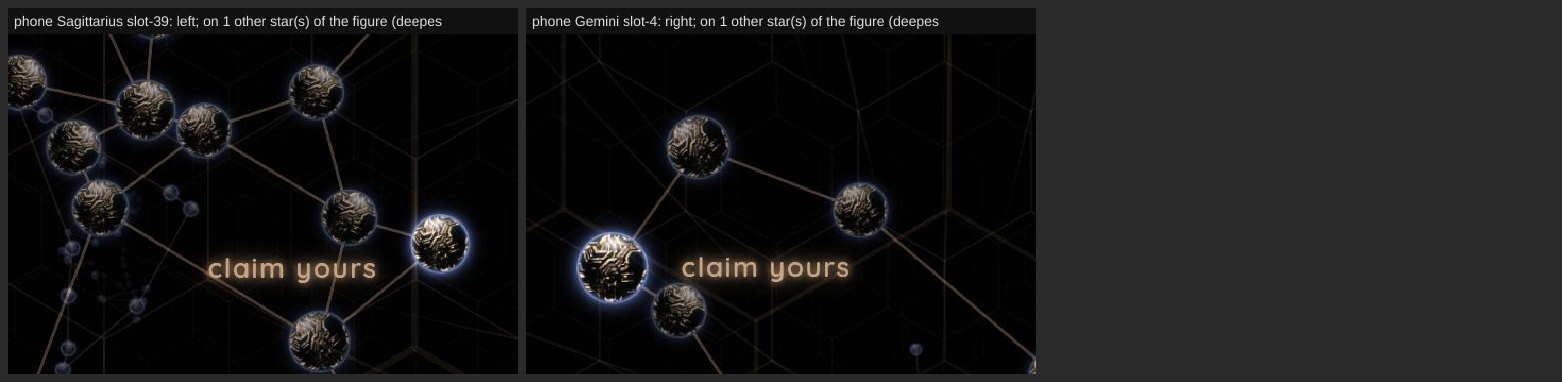 phone Sagittarius slot-39: left; on 1 other star(s) of the figure (deepes
phone Gemini slot-4: right; on 1 other star(s) of the figure (deepes
claim yours
claim yours